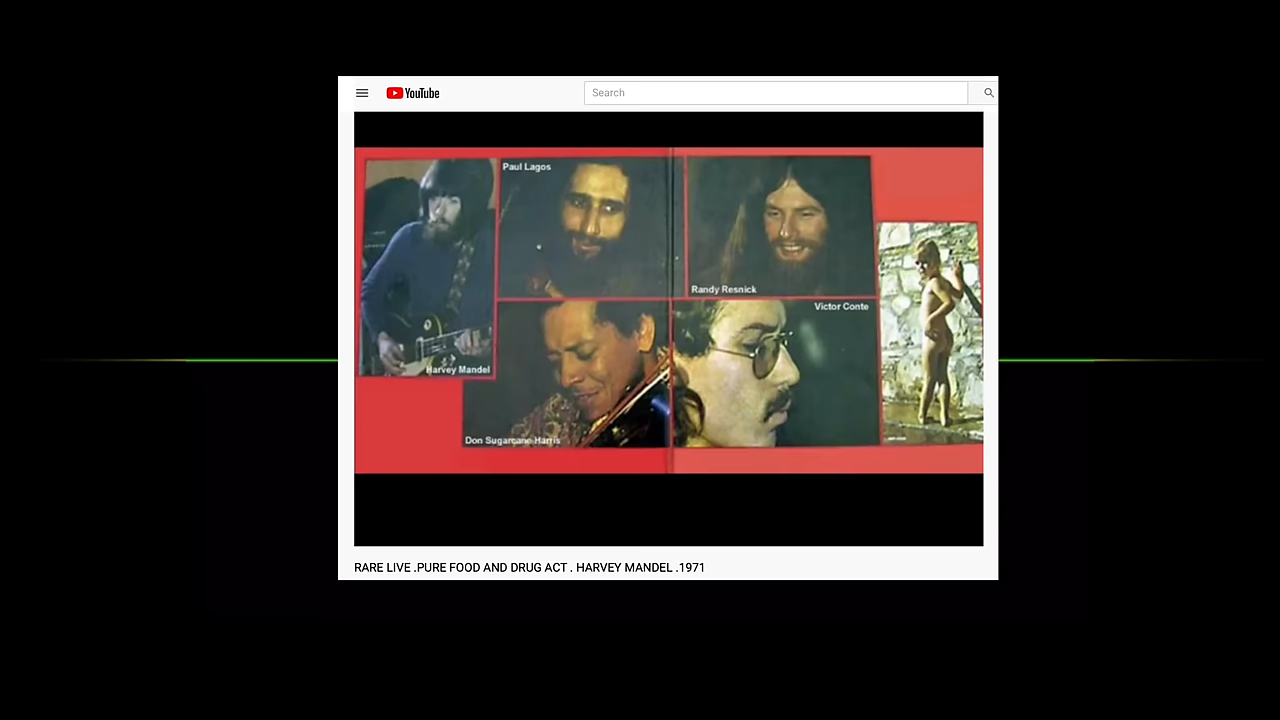 YouTube
Search
Paul Lagos
Randy Resnick
Victor Conte
Harvey Mandel
Don Sugarcane Harris
RARE LIVE .PURE FOOD AND DRUG ACT . HARVEY MANDEL .1971